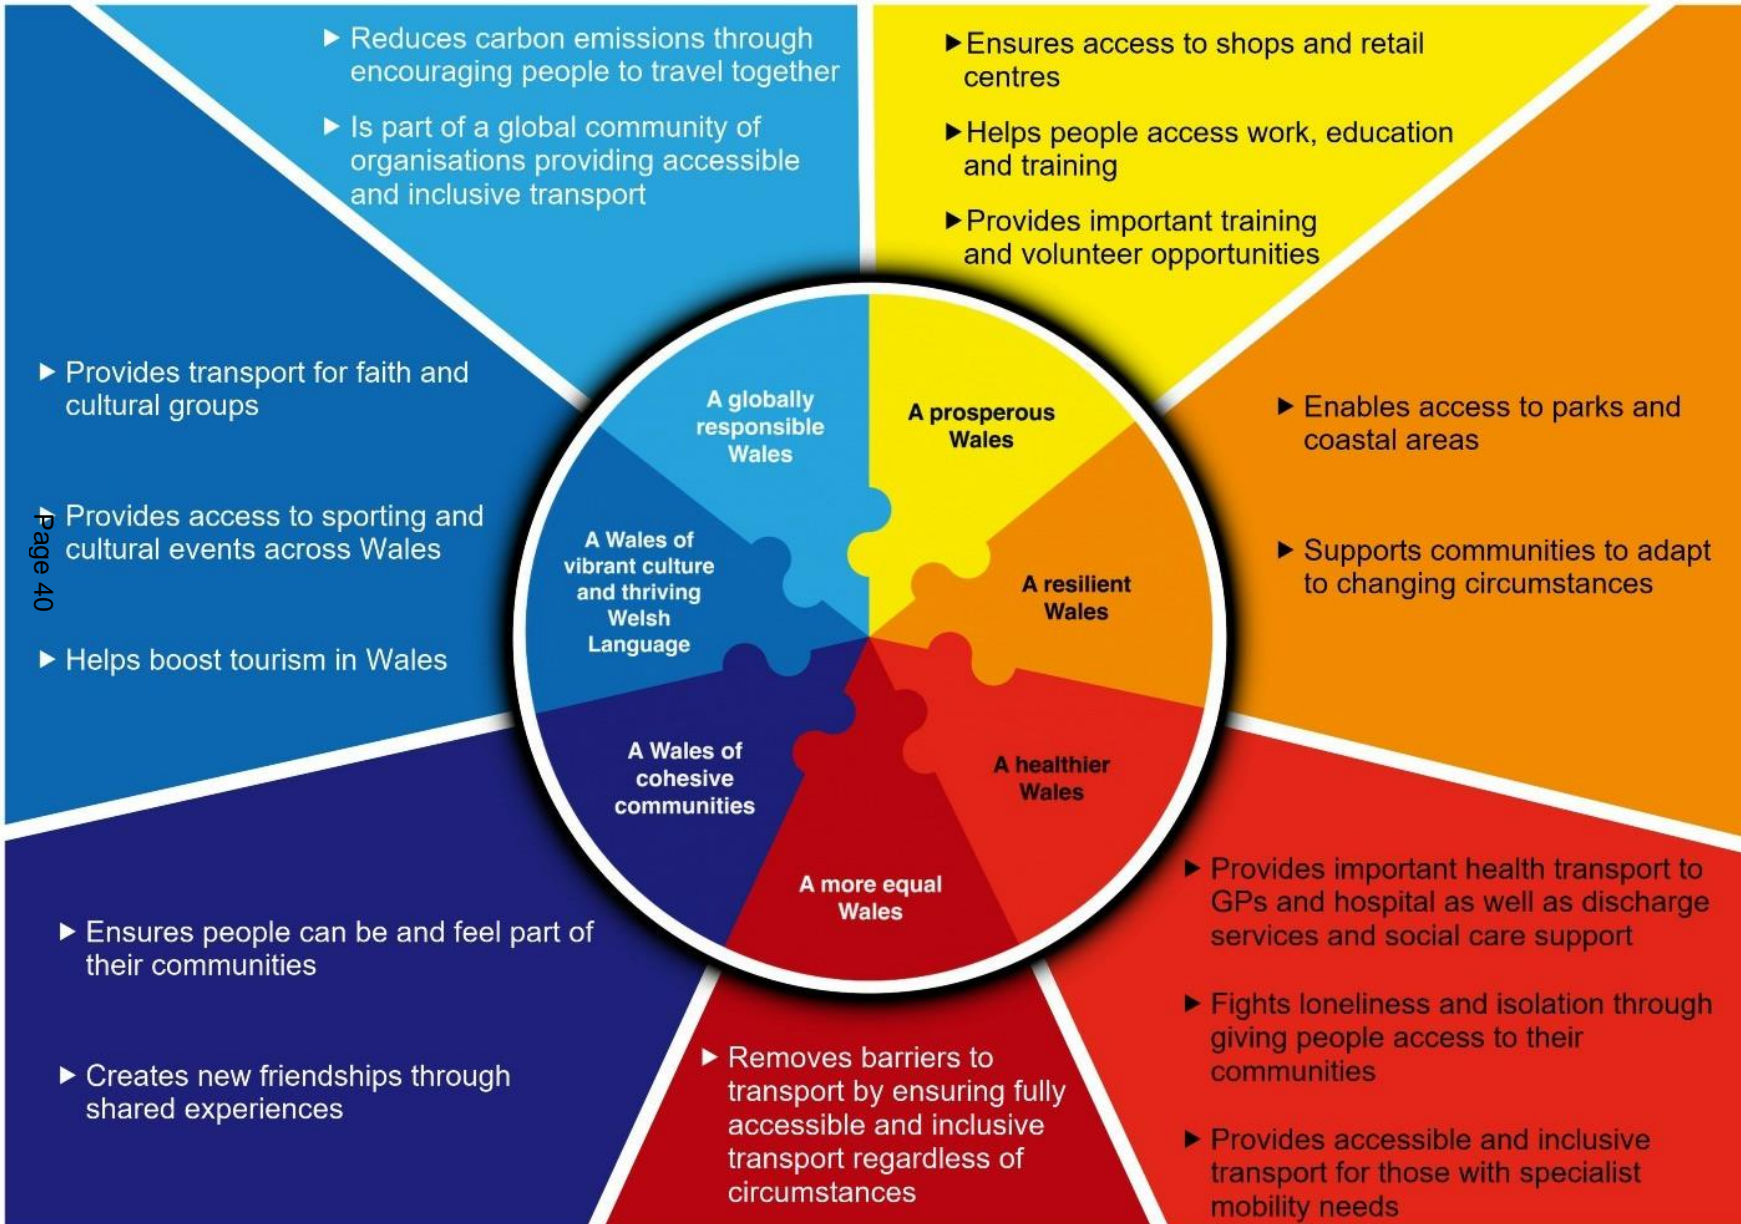 ▶ Reduces carbon emissions through
encouraging people to travel together
▶ Is part of a global community of
organisations providing accessible
and inclusive transport
▶ Ensures access to shops and retail
centres
▶ Helps people access work, education
and training
▶ Provides important training
and volunteer opportunities
▶ Provides transport for faith and
cultural groups
▶ Provides access to sporting and
cultural events across Wales
▶ Helps boost tourism in Wales
Page 40
A globally
responsible
Wales
A prosperous
Wales
A Wales of
vibrant culture
and thriving
Welsh
Language
A resilient
Wales
A Wales of
cohesive
communities
A healthier
Wales
A more equal
Wales
▶ Enables access to parks and
coastal areas
▶ Supports communities to adapt
to changing circumstances
▶ Ensures people can be and feel part of
their communities
▶ Creates new friendships through
shared experiences
▶ Removes barriers to
transport by ensuring fully
accessible and inclusive
transport regardless of
circumstances
▶ Provides important health transport to
GPs and hospital as well as discharge
services and social care support
▶ Fights loneliness and isolation through
giving people access to their
communities
▶ Provides accessible and inclusive
transport for those with specialist
mobility needs